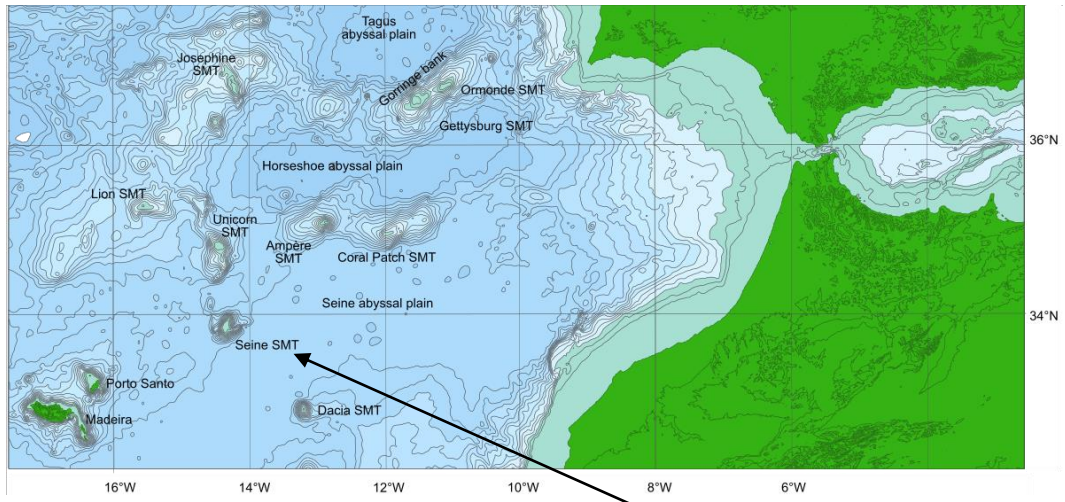 Tagus
abyssal plain
Josephine
SMT
Gorringe bank
Ormonde SMT
Gettysburg SMT
36°N
Horseshoe abyssal plain
Lion SMT
Unicorn
SMT
Ampère
SMT
Coral Patch SMT
Seine abyssal plain
34°N
Seine SMT
Porto Santo
Dacia SMT
Madeira
16°W
14°W
12°W
10°W
8°W
6°W